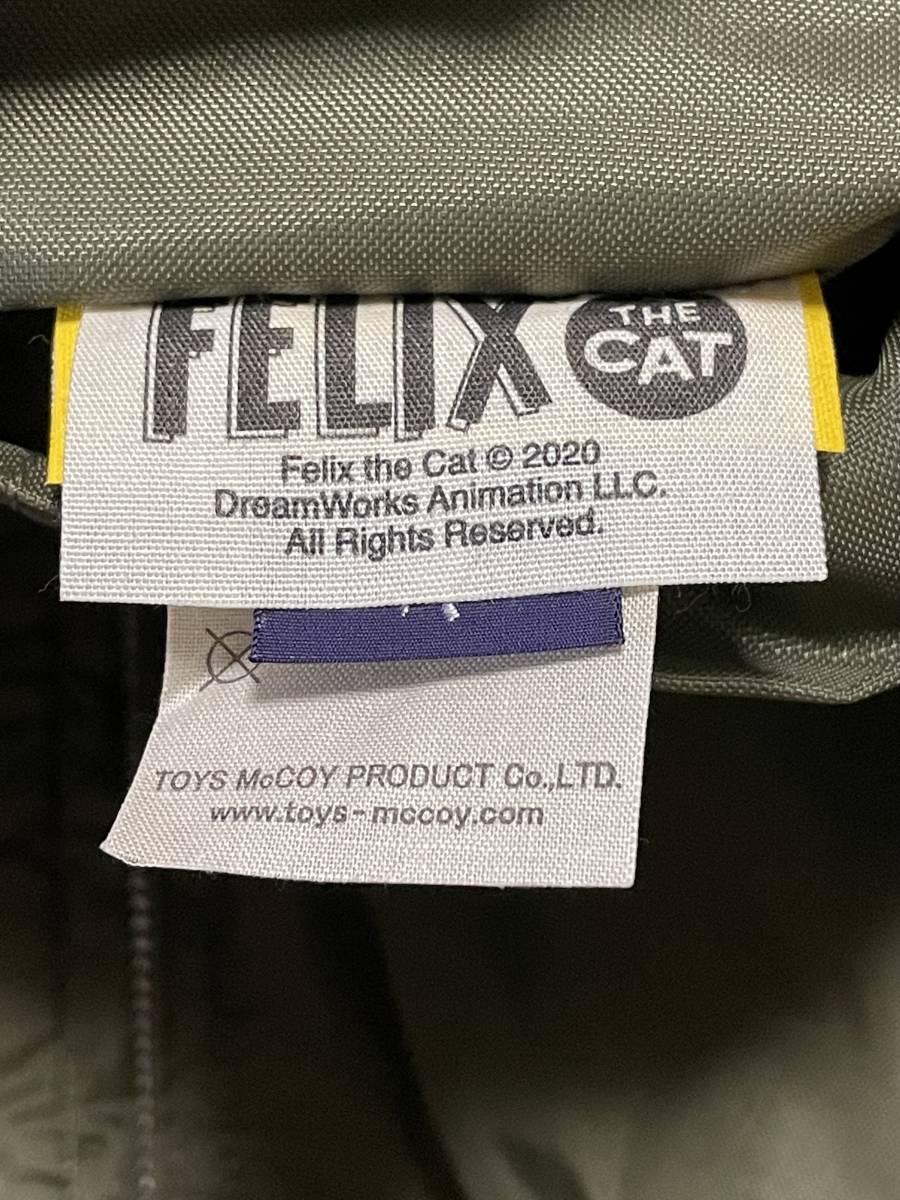 FELIX THE CAT
Felix the Cat © 2020
DreamWorks Animation LLC.
All Rights Reserved.
TOYS McCOY PRODUCT Co.,LTD.
www.toys-mccoy.com